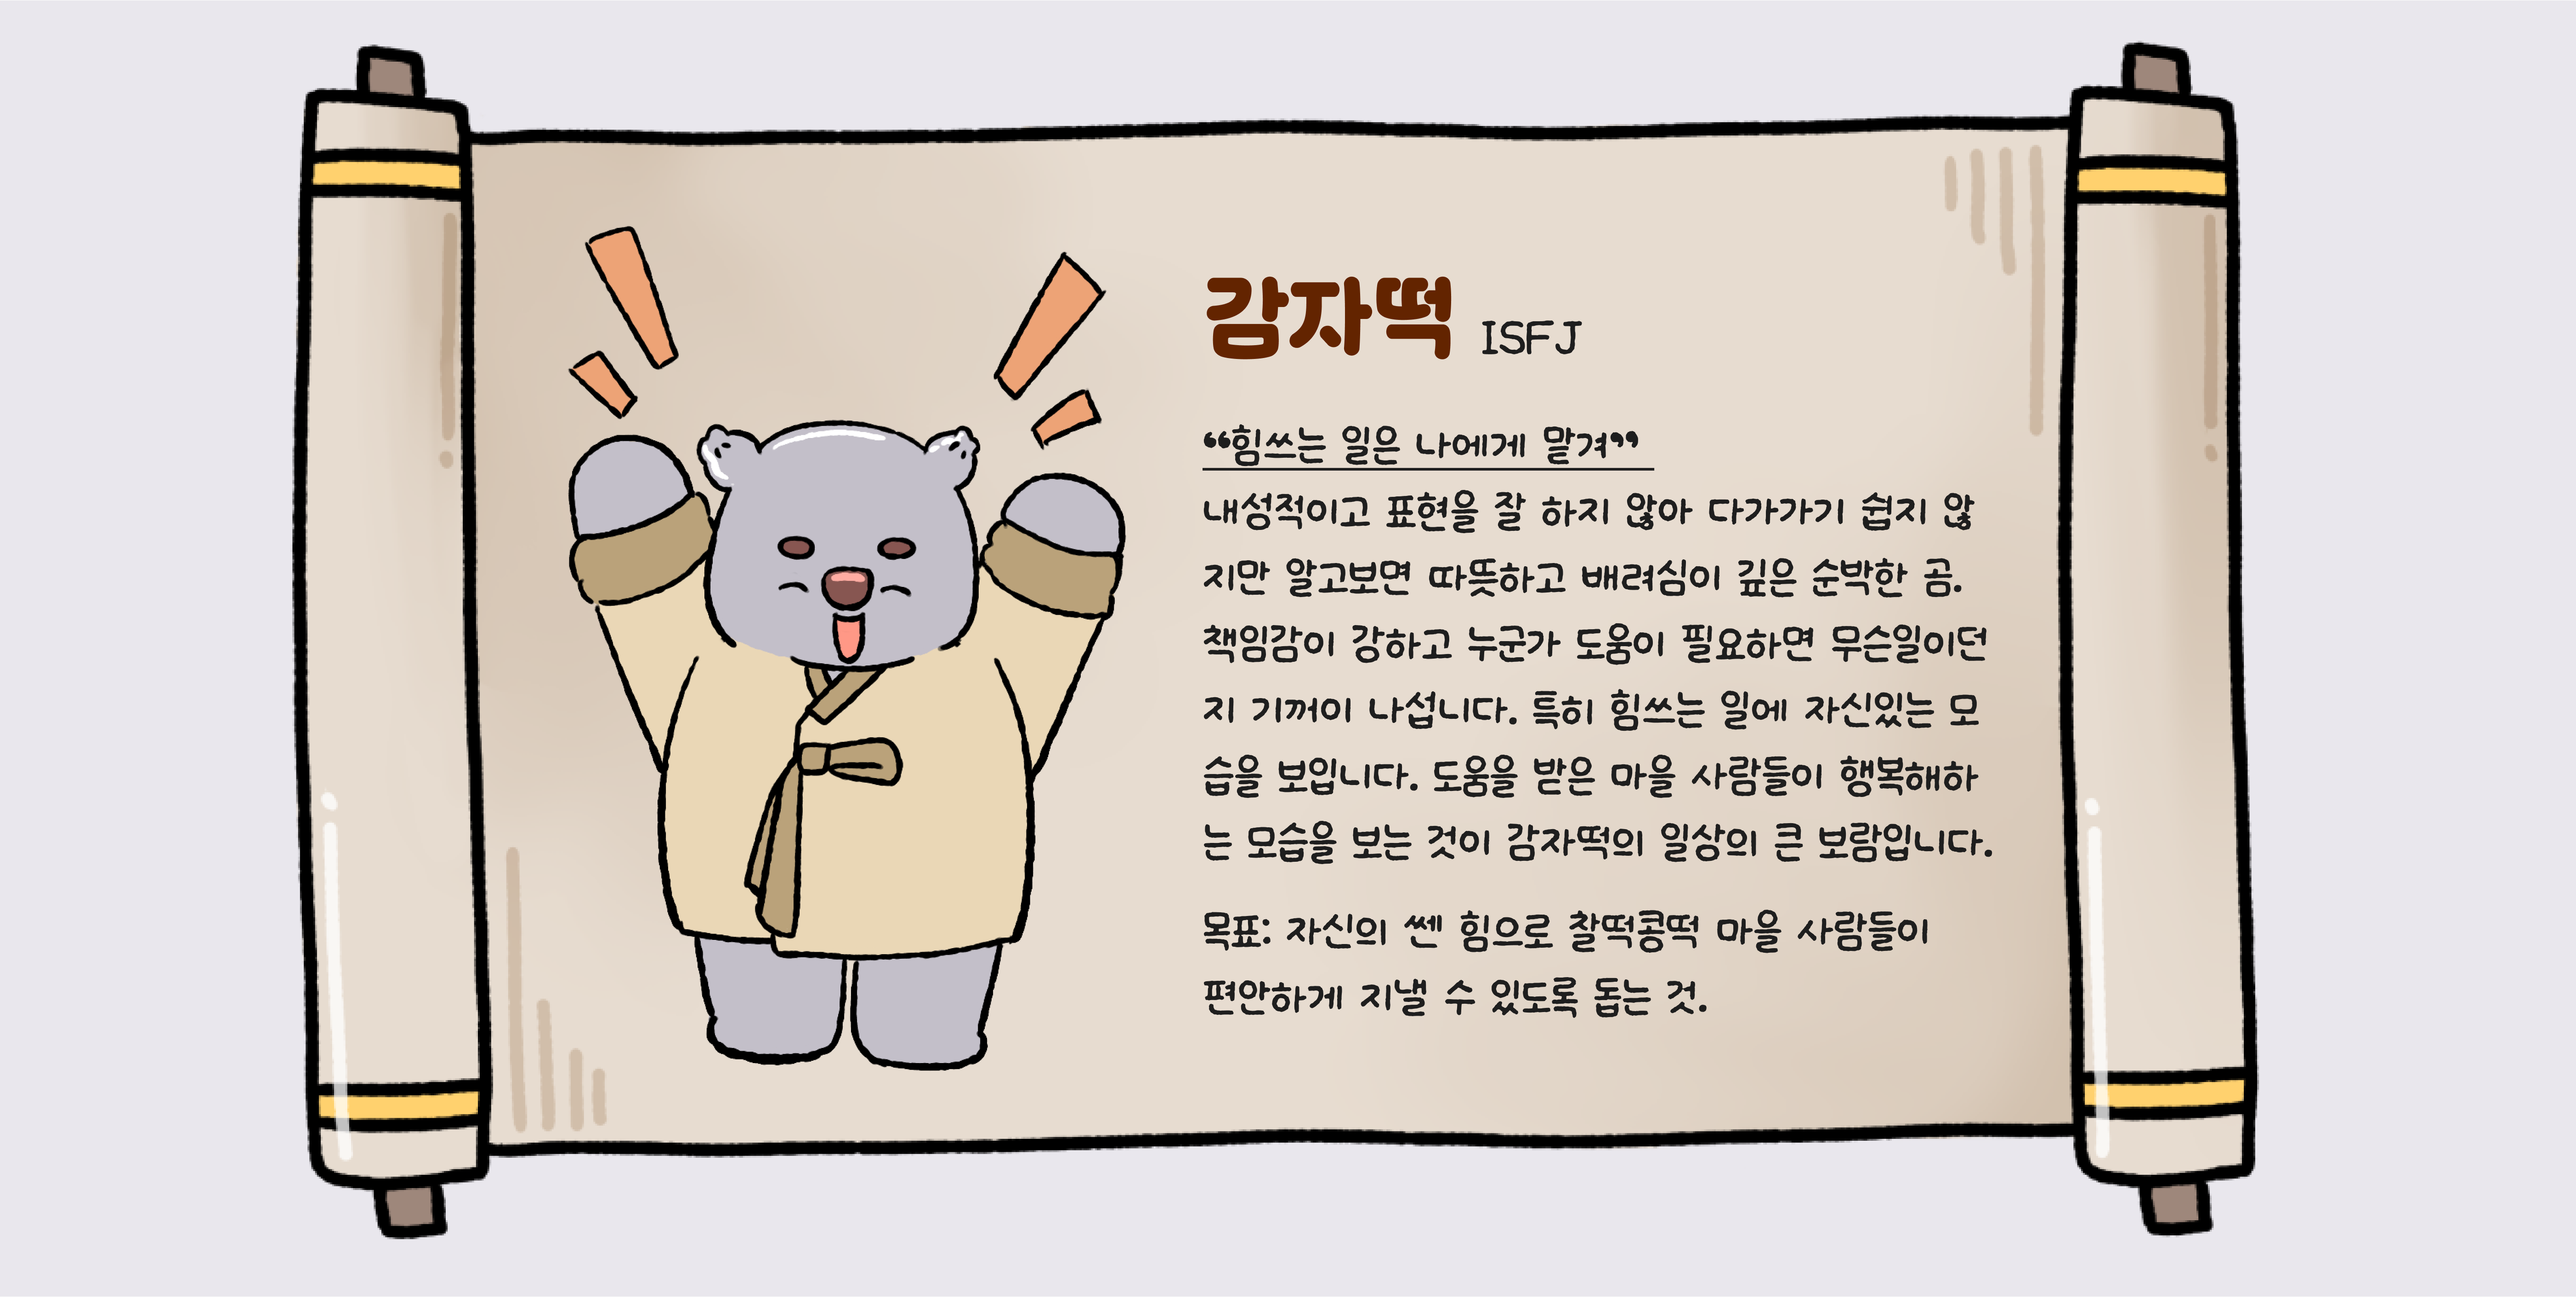 감자떡 ISFJ
“힘쓰는 일은 나에게 맡겨”
내성적이고 표현을 잘 하지 않아 다가가기 쉽지 않
지만 알고보면 따뜻하고 배려심이 깊은 순박한 곰.
책임감이 강하고 누군가 도움이 필요하면 무슨일이던
지 기꺼이 나섭니다. 특히 힘쓰는 일에 자신있는 모
습을 보입니다. 도움을 받은 마을 사람들이 행복해하
는 모습을 보는 것이 감자떡의 일상의 큰 보람입니다.
목표: 자신의 쎈 힘으로 찰떡콩떡 마을 사람들이
편안하게 지낼 수 있도록 돕는 것.